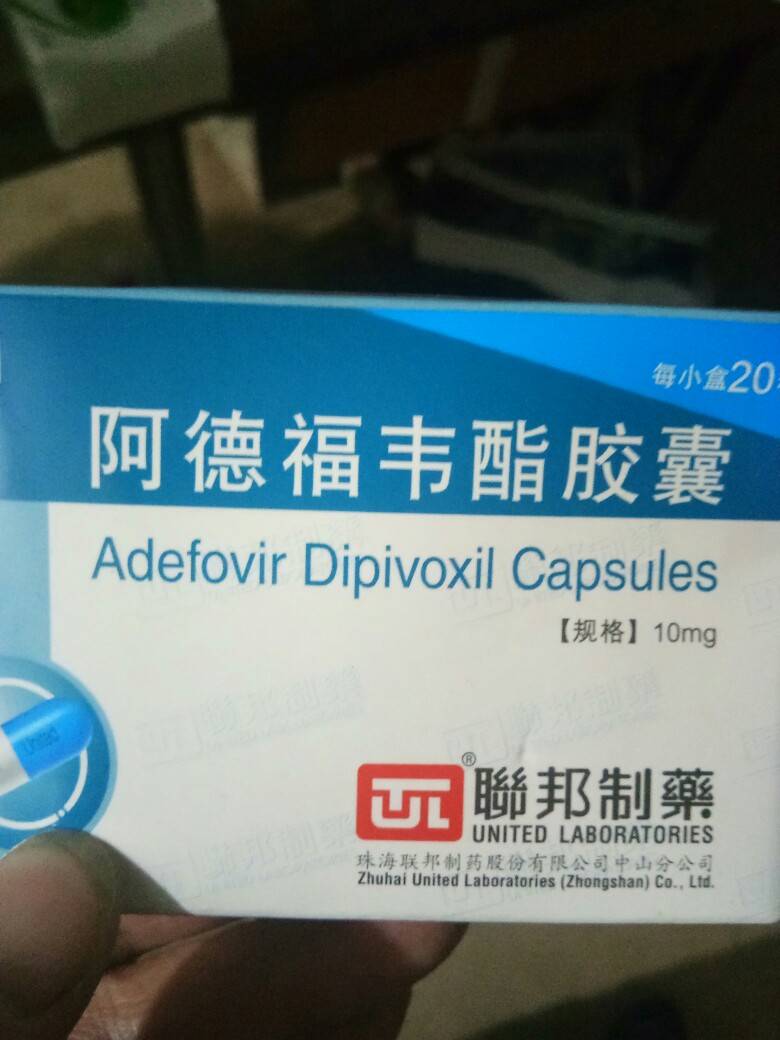 每小盒20
阿德福韦酯胶囊
Adefovir Dipivoxil Capsules
【规格】10mg
United
®
聯邦制藥
UNITED LABORATORIES
珠海联邦制药股份有限公司中山分公司
Zhuhai United Laboratories (Zhongshan) Co., Ltd.